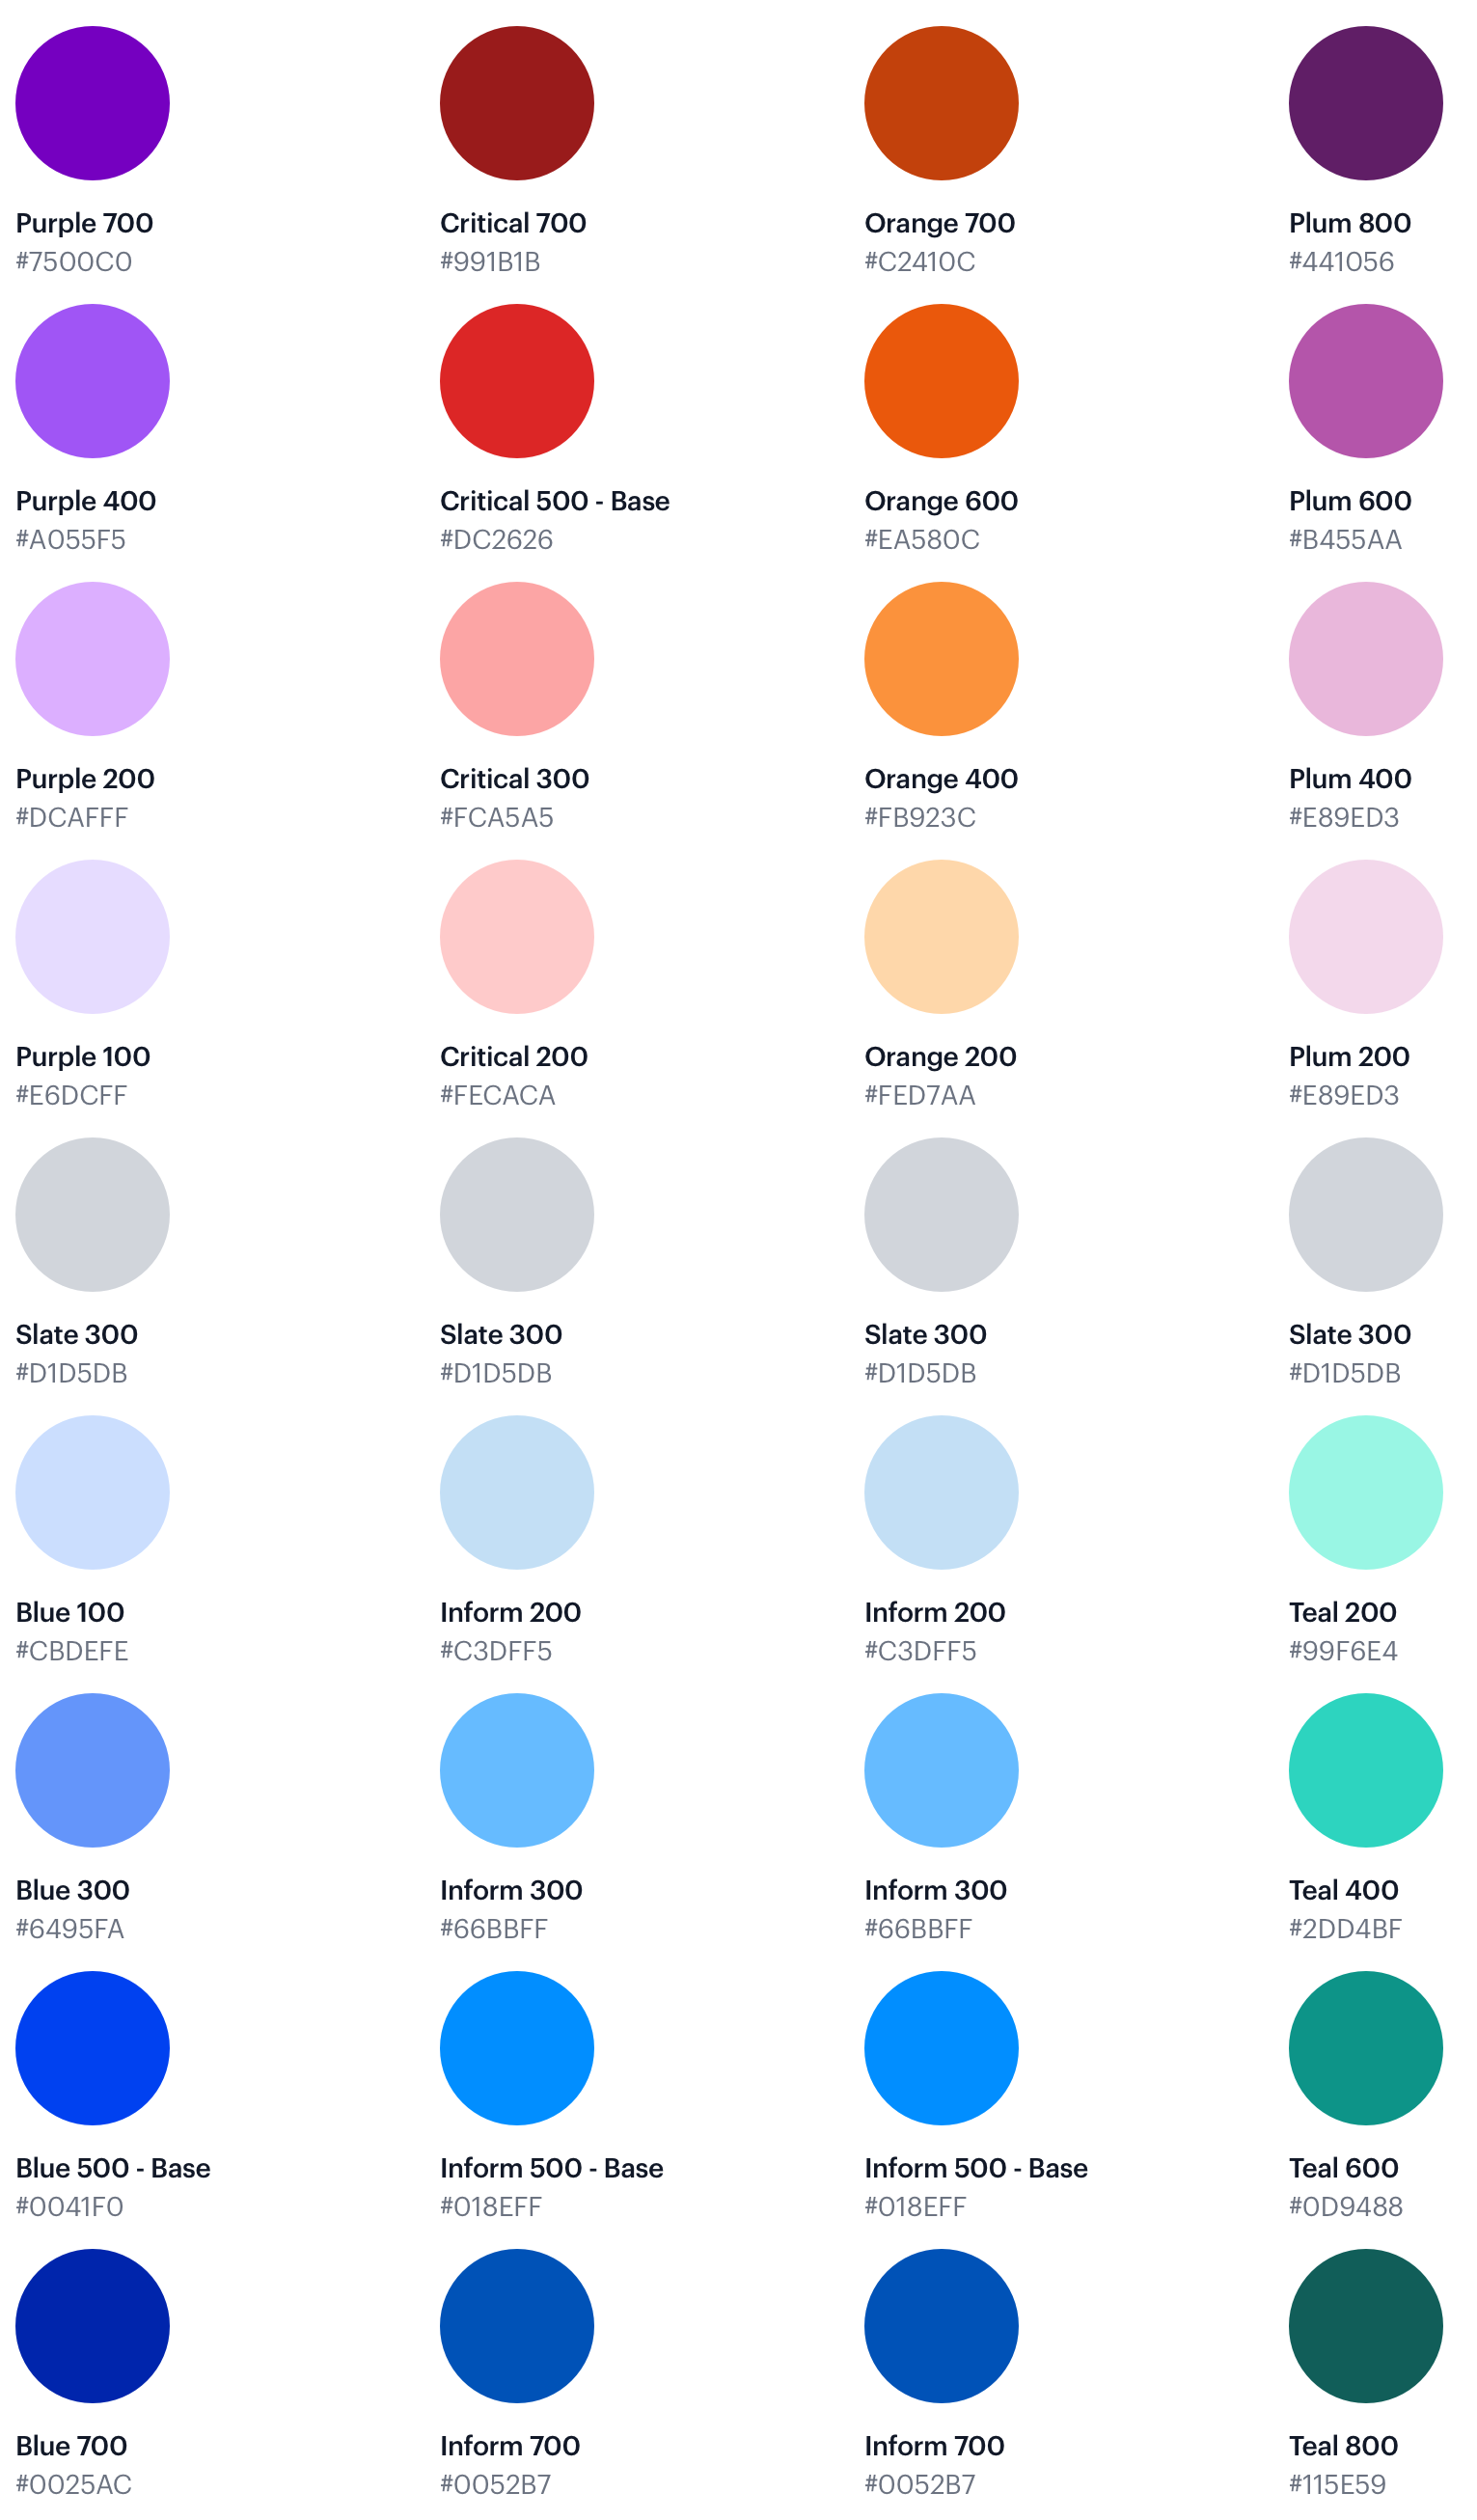 Purple 700
Critical 700
Orange 700
Plum 800
#7500C0
#991B1B
#C2410C
#441056
Purple 400
Critical 500 - Base
Orange 600
Plum 600
#A055F5
#DC2626
#EA580C
#B455AA
Purple 200
Critical 300
Orange 400
Plum 400
#DCAFFF
#FCA5A5
#FB923C
#E89ED3
Purple 100
Critical 200
Orange 200
Plum 200
#E6DCFF
#FECACA
#FED7AA
#E89ED3
Slate 300
Slate 300
Slate 300
Slate 300
#D1D5DB
#D1D5DB
#D1D5DB
#D1D5DB
Blue 100
Inform 200
Inform 200
Teal 200
#CBDEFE
#C3DFF5
#C3DFF5
#99F6E4
Blue 300
Inform 300
Inform 300
Teal 400
#6495FA
#66BBFF
#66BBFF
#2DD4BF
Blue 500 - Base
Inform 500 - Base
Inform 500 - Base
Teal 600
#0041F0
#018EFF
#018EFF
#0D9488
Blue 700
Inform 700
Inform 700
Teal 800
#0025AC
#0052B7
#0052B7
#115E59